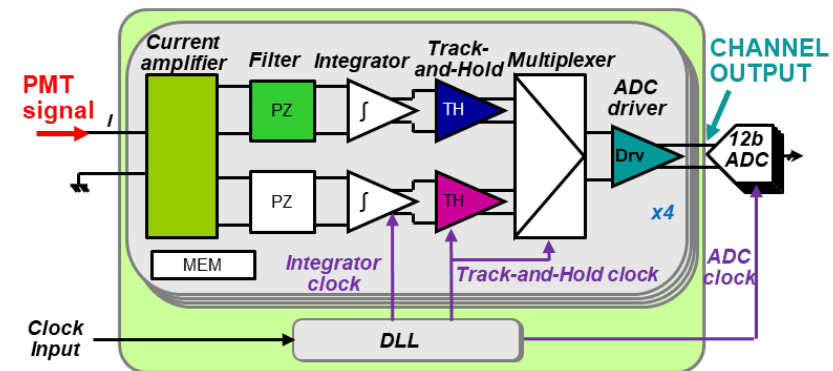 Current
amplifier
Filter
Integrator
Track-
and-Hold
Multiplexer
ADC
driver
CHANNEL
OUTPUT
PMT
signal
I
PZ
∫
TH
Drv
12b
ADC
PZ
∫
TH
x4
MEM
Integrator
clock
Track-and-Hold clock
ADC
clock
Clock
Input
DLL